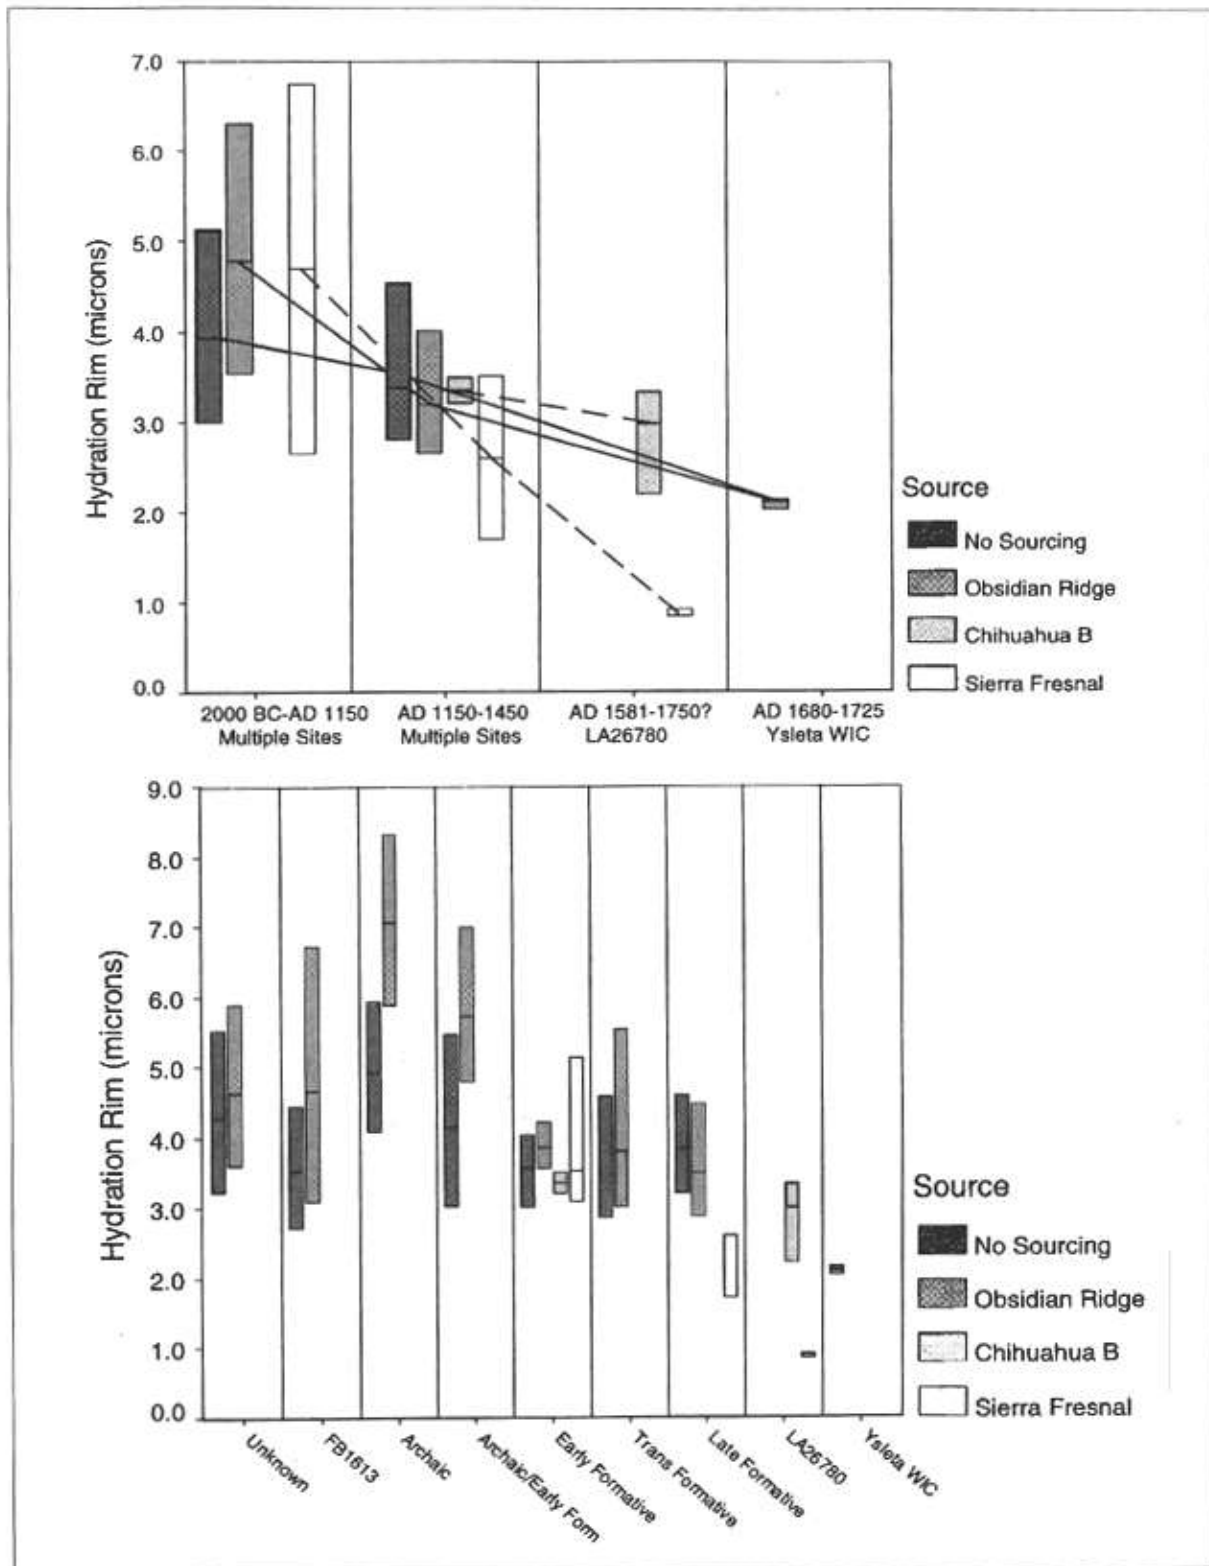 7.0
6.0
5.0
4.0
3.0
2.0
1.0
0.0
Hydration Rim (microns)
2000 BC-AD 1150
Multiple Sites
AD 1150-1450
Multiple Sites
AD 1581-1750?
LA26780
AD 1680-1725
Ysleta WIC
Source
No Sourcing
Obsidian Ridge
Chihuahua B
Sierra Fresnal
9.0
8.0
7.0
6.0
5.0
4.0
3.0
2.0
1.0
0.0
Hydration Rim (microns)
Unknown
FB1613
Archaic
Archaic/Early Form
Early Formative
Trans Formative
Late Formative
LA26780
Ysleta WIC
Source
No Sourcing
Obsidian Ridge
Chihuahua B
Sierra Fresnal